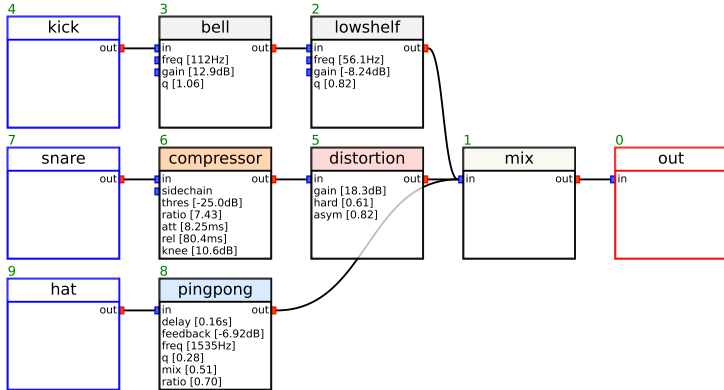 4
kick
out
3
bell
in
out
freq [112Hz]
gain [12.9dB]
q [1.06]
2
lowshelf
in
out
freq [56.1Hz]
gain [-8.24dB]
q [0.82]
7
snare
out
6
compressor
in
out
sidechain
thres [-25.0dB]
ratio [7.43]
att [8.25ms]
rel [80.4ms]
knee [10.6dB]
5
distortion
in
out
gain [18.3dB]
hard [0.61]
asym [0.82]
1
mix
in
out
0
out
in
9
hat
out
8
pingpong
in
out
delay [0.16s]
feedback [-6.92dB]
freq [1535Hz]
q [0.28]
mix [0.51]
ratio [0.70]